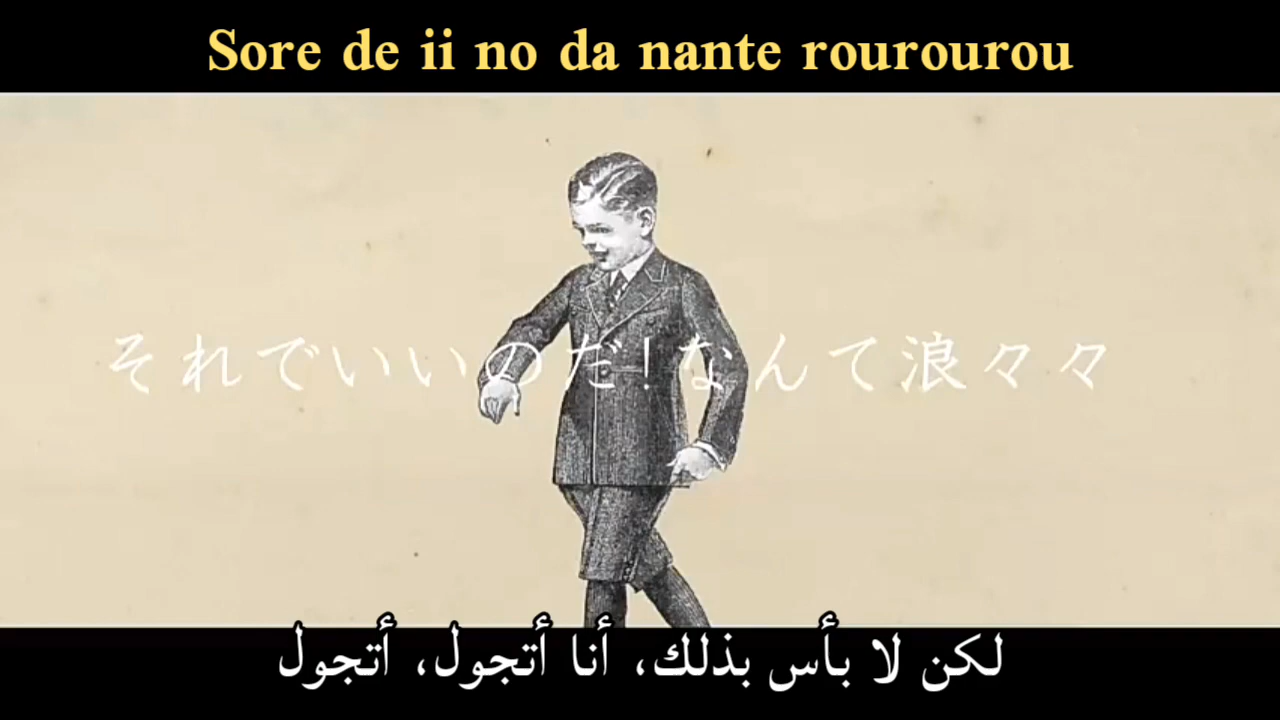 Sore de ii no da nante rourourou
それでいいのだ!なんて浪々々
لكن لا بأس بذلك، أنا أتجول، أتجول